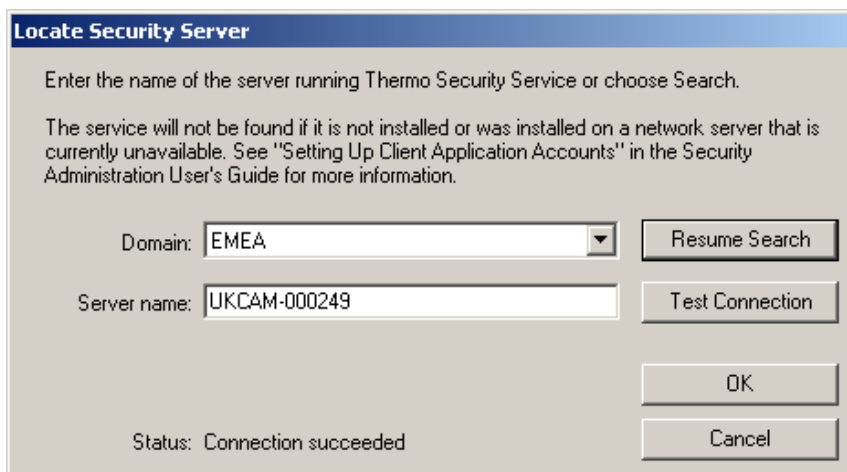 Locate Security Server
Enter the name of the server running Thermo Security Service or choose Search.
The service will not be found if it is not installed or was installed on a network server that is
currently unavailable. See "Setting Up Client Application Accounts" in the Security
Administration User's Guide for more information.
Domain: EMEA Resume Search
Server name: UKCAM-000249 Test Connection
OK
Status: Connection succeeded Cancel